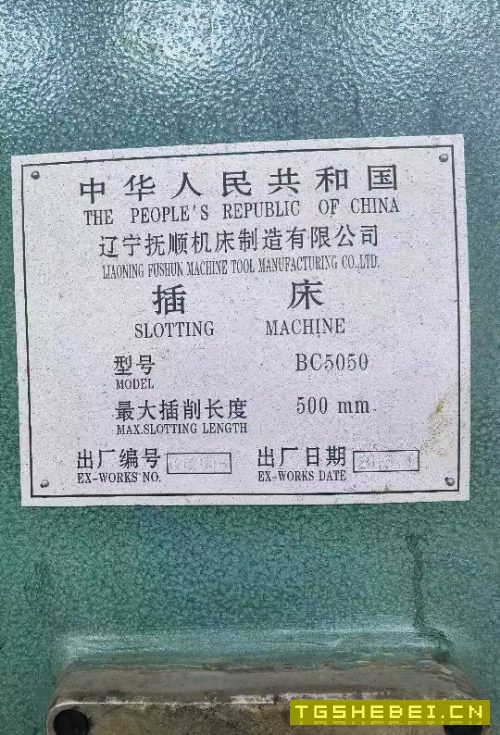 中华人民共和国
THE PEOPLE'S REPUBLIC OF CHINA
辽宁抚顺机床制造有限公司
LIAONING FUSHUN MACHINE TOOL MANUFACTURING CO.,LTD.
插 床
SLOTTING MACHINE
型号 BC5050
MODEL
最大插削长度 500 mm
MAX.SLOTTING LENGTH
出厂编号 出厂日期
EX-WORKS NO. EX-WORKS DATE
TGSHEBEI.CN